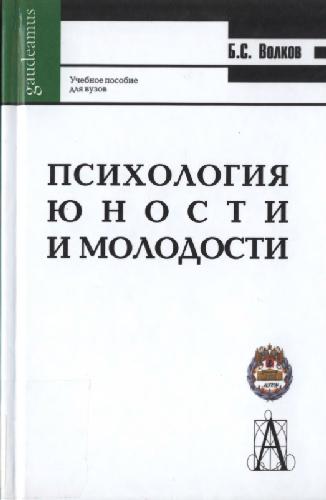 gaudeamus
Б.С. Волков
Учебное пособие
для вузов
ПСИХОЛОГИЯ
ЮНОСТИ
И МОЛОДОСТИ
А